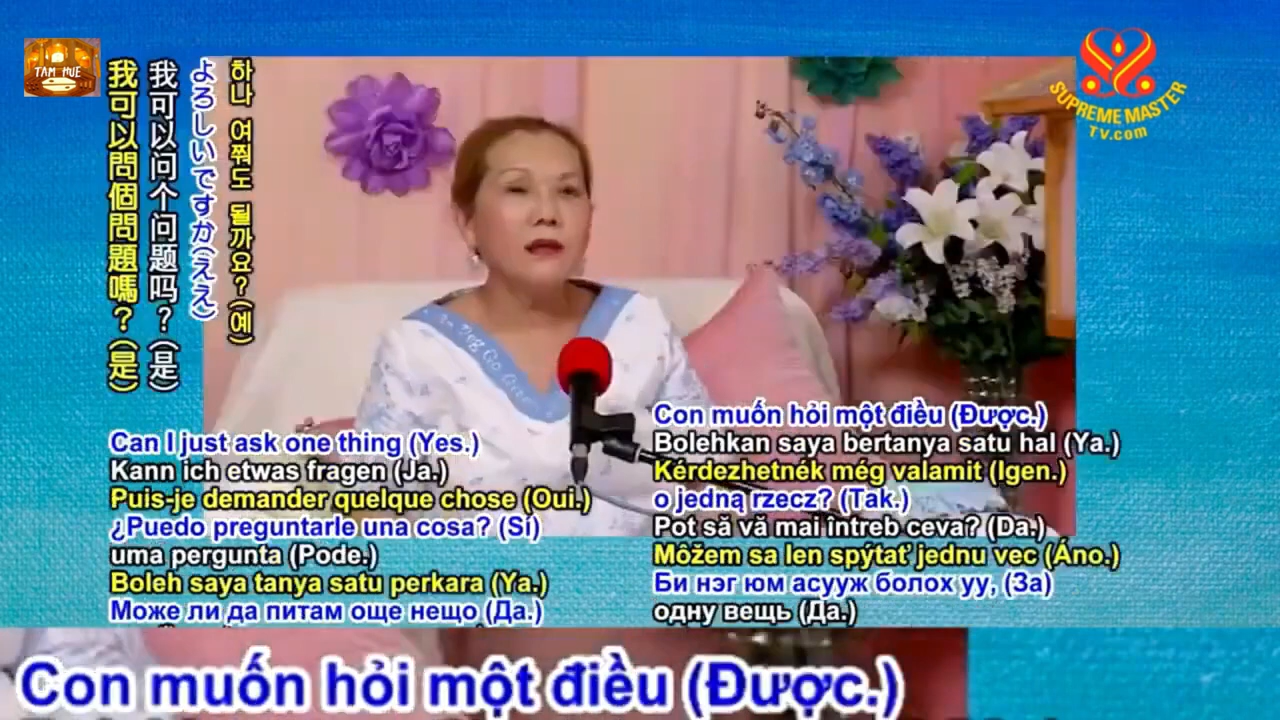 TAM HUE
SUPREME MASTER
TV.com
我可以問個問題嗎？(是)
我可以问个问题吗？(是)
よろしいですか(ええ)
하나 여쭤도 될까요? (예)
Can I just ask one thing (Yes.)
Kann ich etwas fragen (Ja.)
Puis-je demander quelque chose (Oui.)
¿Puedo preguntarle una cosa? (Sí)
uma pergunta (Pode.)
Boleh saya tanya satu perkara (Ya.)
Може ли да питам още нещо (Да.)
Con muốn hỏi một điều (Được.)
Bolehkan saya bertanya satu hal (Ya.)
Kérdezhetnék még valamit (Igen.)
o jedną rzecz? (Tak.)
Pot să vă mai întreb ceva? (Da.)
Môžem sa len spýtať jednu vec (Áno.)
Би нэг юм асууж болох уу, (За)
одну вещь (Да.)
Con muốn hỏi một điều (Được.)